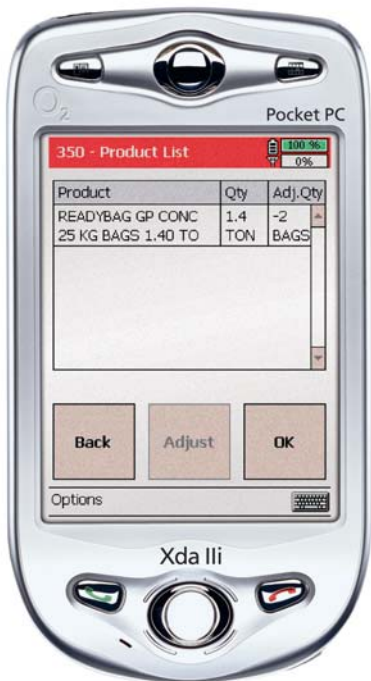 O2
Pocket PC
350 - Product List
100 %
0%
Product Qty Adj.Qty
READYBAG GP CONC 1.4 -2
25 KG BAGS 1.40 TO TON BAGS
Back Adjust OK
Options
Xda IIi